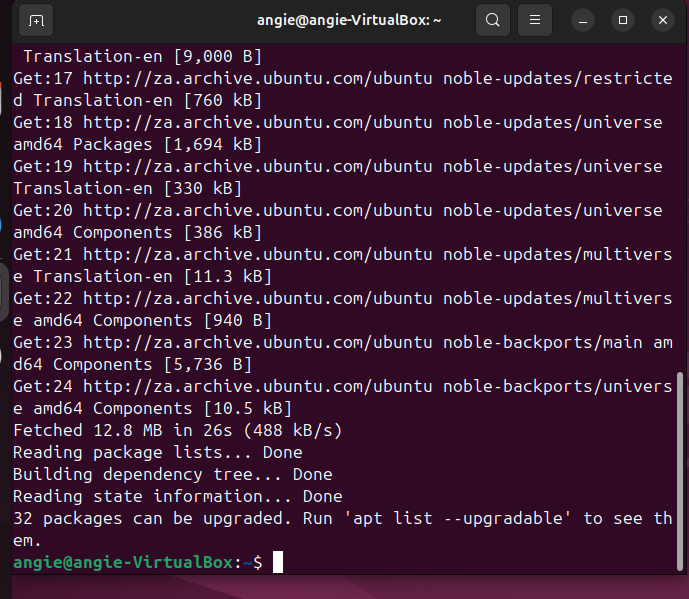 angie@angie-VirtualBox: ~
 Translation-en [9,000 B]
Get:17 http://za.archive.ubuntu.com/ubuntu noble-updates/restricte
d Translation-en [760 kB]
Get:18 http://za.archive.ubuntu.com/ubuntu noble-updates/universe
amd64 Packages [1,694 kB]
Get:19 http://za.archive.ubuntu.com/ubuntu noble-updates/universe
Translation-en [330 kB]
Get:20 http://za.archive.ubuntu.com/ubuntu noble-updates/universe
amd64 Components [386 kB]
Get:21 http://za.archive.ubuntu.com/ubuntu noble-updates/multivers
e Translation-en [11.3 kB]
Get:22 http://za.archive.ubuntu.com/ubuntu noble-updates/multivers
e amd64 Components [940 B]
Get:23 http://za.archive.ubuntu.com/ubuntu noble-backports/main am
d64 Components [5,736 B]
Get:24 http://za.archive.ubuntu.com/ubuntu noble-backports/univers
e amd64 Components [10.5 kB]
Fetched 12.8 MB in 26s (488 kB/s)
Reading package lists... Done
Building dependency tree... Done
Reading state information... Done
32 packages can be upgraded. Run 'apt list --upgradable' to see th
em.
angie@angie-VirtualBox:~$